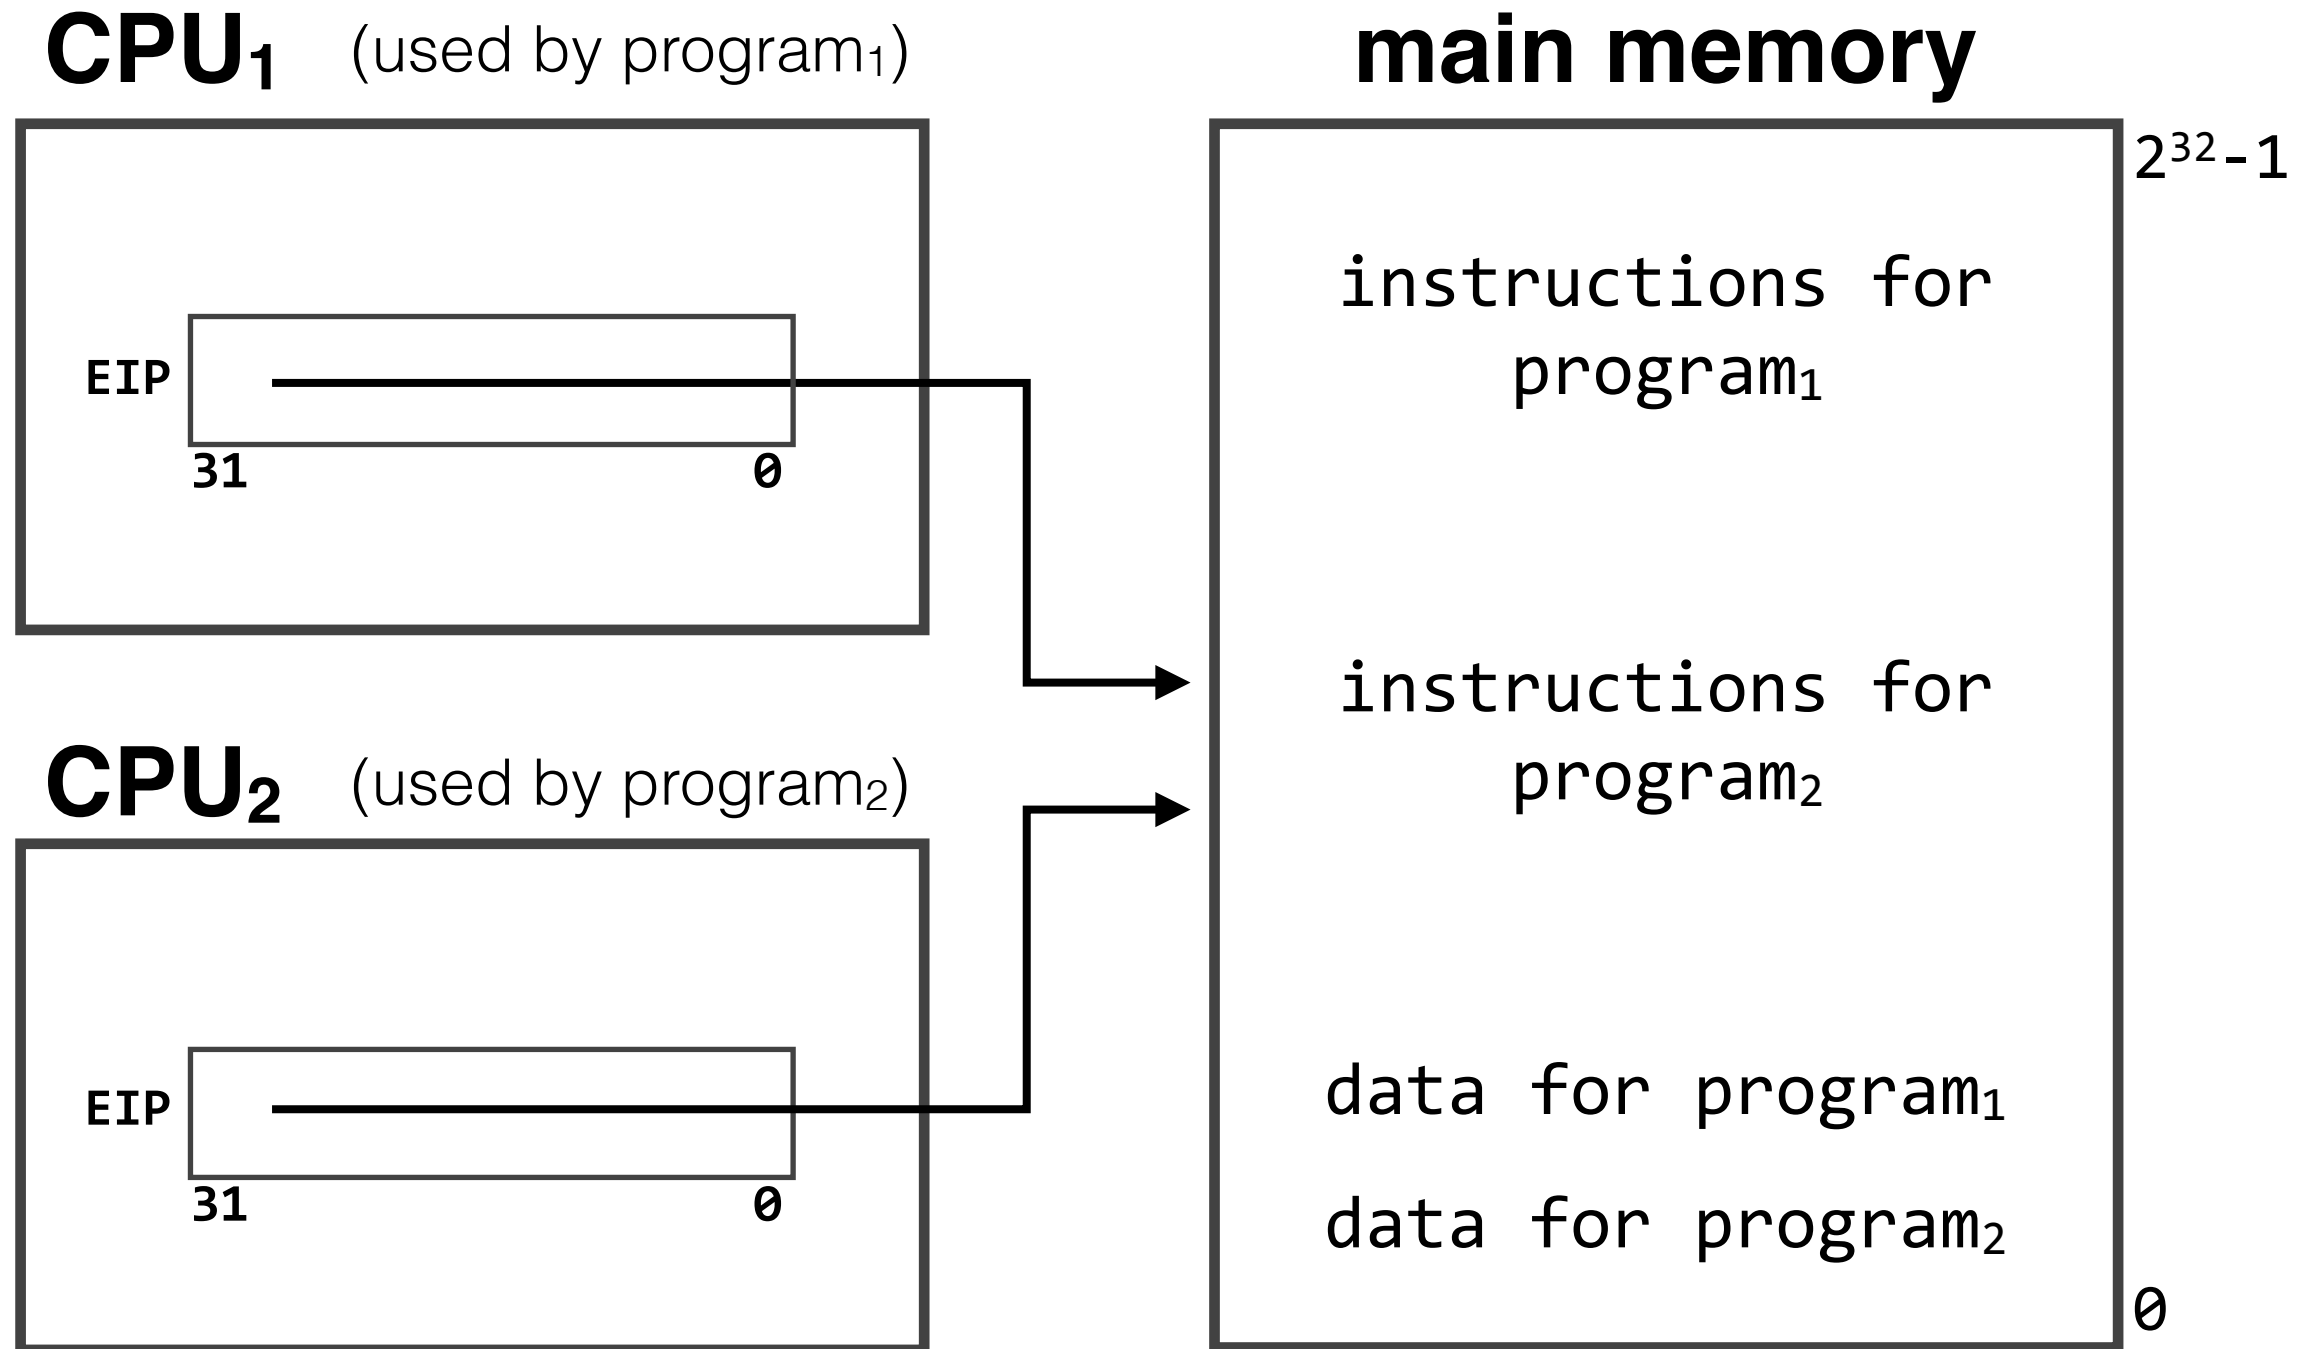 CPU₁ (used by program₁)
EIP
31 0
CPU₂ (used by program₂)
EIP
31 0
main memory
2³²-1
instructions for
program₁
instructions for
program₂
data for program₁
data for program₂
0